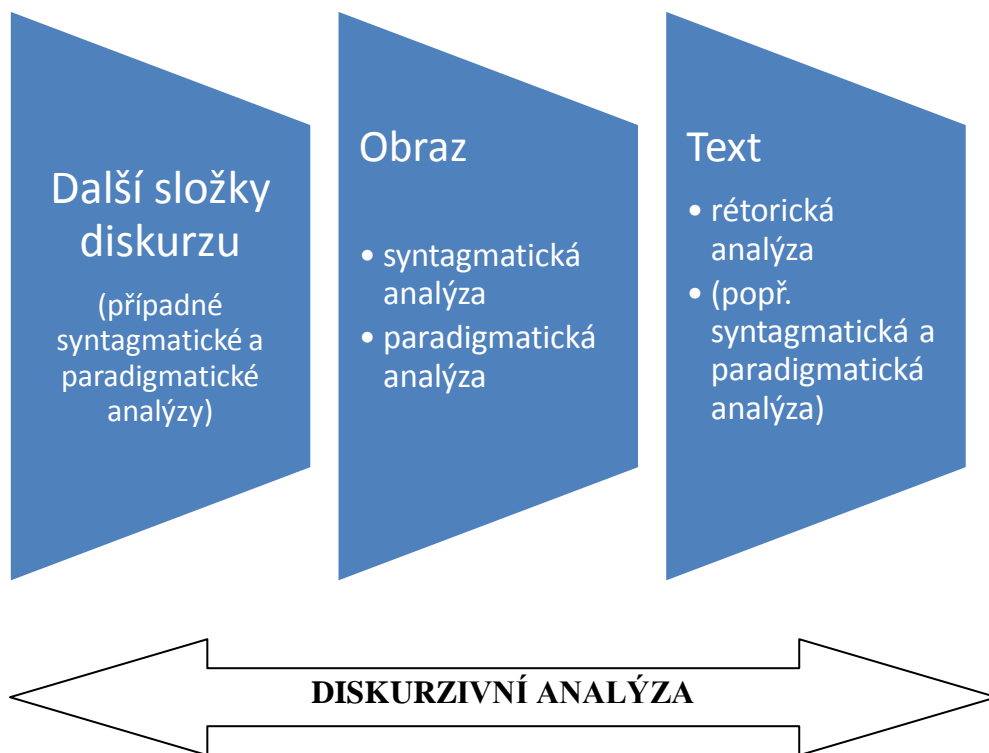 Další složky
diskurzu
(případné
syntagmatické a
paradigmatické
analýzy)
Obraz
• syntagmatická
analýza
• paradigmatická
analýza
Text
• rétorická
analýza
• (popř.
syntagmatická a
paradigmatická
analýza)
DISKURZIVNÍ ANALÝZA